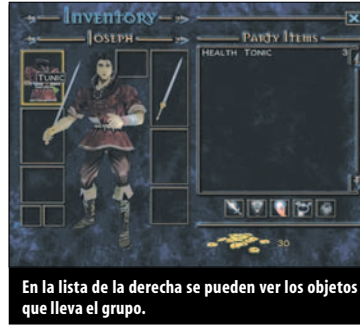 INVENTORY
JOSEPH
PARTY ITEMS
TUNIC
HEALTH TONIC 3
30
En la lista de la derecha se pueden ver los objetos
que lleva el grupo.